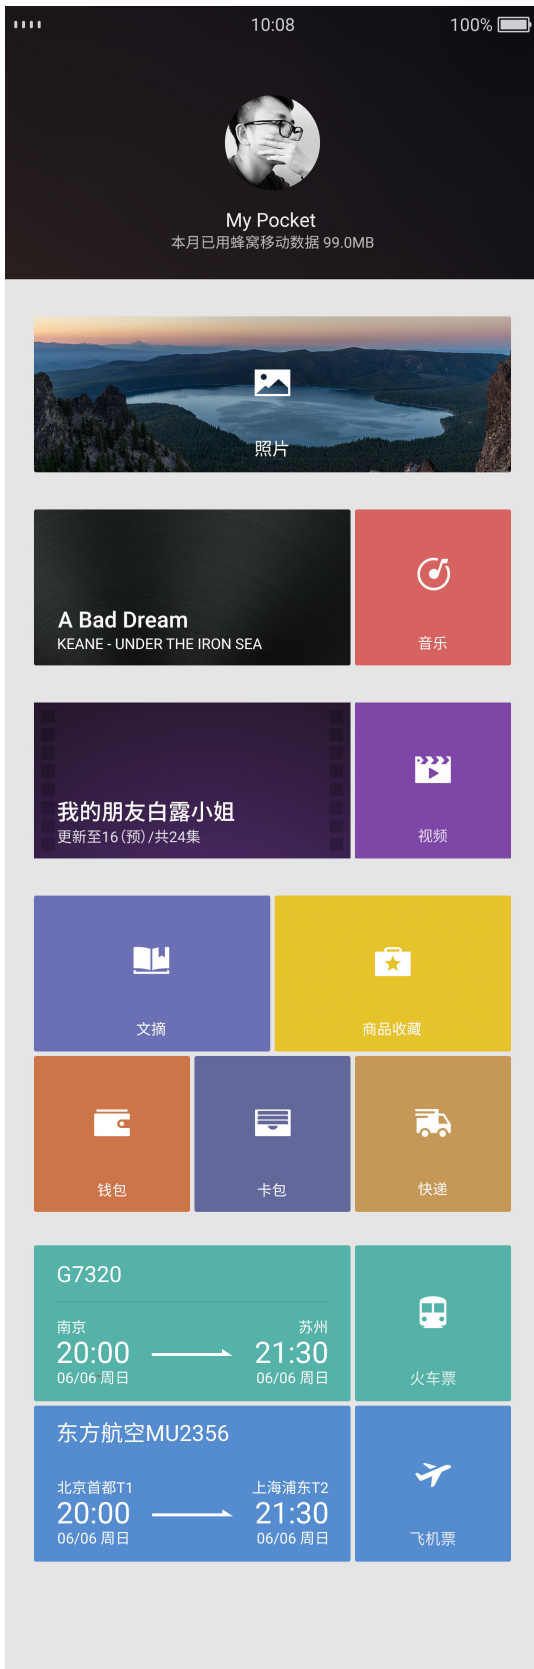 10:08
100%
My Pocket
本月已用蜂窝移动数据 99.0MB
照片
A Bad Dream
KEANE - UNDER THE IRON SEA
音乐
我的朋友白露小姐
更新至16(预)/共24集
视频
文摘
商品收藏
钱包
卡包
快递
G7320
南京
苏州
20:00
21:30
06/06 周日
06/06 周日
火车票
东方航空MU2356
北京首都T1
上海浦东T2
20:00
21:30
06/06 周日
06/06 周日
飞机票